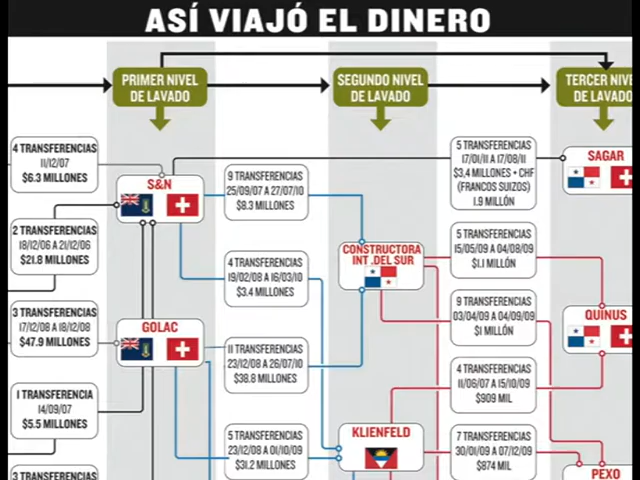 ASÍ VIAJÓ EL DINERO
PRIMER NIVEL
DE LAVADO
SEGUNDO NIVEL
DE LAVADO
TERCER NIVEL
DE LAVADO
4 TRANSFERENCIAS
11/12/07
$6.3 MILLONES
2 TRANSFERENCIAS
18/12/06 A 21/12/06
$21.8 MILLONES
3 TRANSFERENCIAS
17/12/08 A 18/12/08
$47.9 MILLONES
1 TRANSFERENCIA
14/09/07
$5.5 MILLONES
3 TRANSFERENCIAS
S&N
GOLAC
9 TRANSFERENCIAS
25/09/07 A 27/07/10
$8.3 MILLONES
4 TRANSFERENCIAS
19/02/08 A 16/03/10
$3.4 MILLONES
11 TRANSFERENCIAS
23/12/08 A 26/07/10
$38.8 MILLONES
5 TRANSFERENCIAS
23/12/08 A 01/10/09
$31.2 MILLONES
CONSTRUCTORA
INT .DEL SUR
KLIENFELD
5 TRANSFERENCIAS
17/01/11 A 17/08/11
$3,4 MILLONES + CHF
(FRANCOS SUIZOS)
1.9 MILLÓN
5 TRANSFERENCIAS
15/05/09 A 04/08/09
$1.1 MILLÓN
9 TRANSFERENCIAS
03/04/09 A 04/09/09
$1 MILLÓN
4 TRANSFERENCIAS
11/06/07 A 15/10/09
$909 MIL
7 TRANSFERENCIAS
30/01/09 A 07/12/09
$874 MIL
SAGAR
QUINUS
PEXO